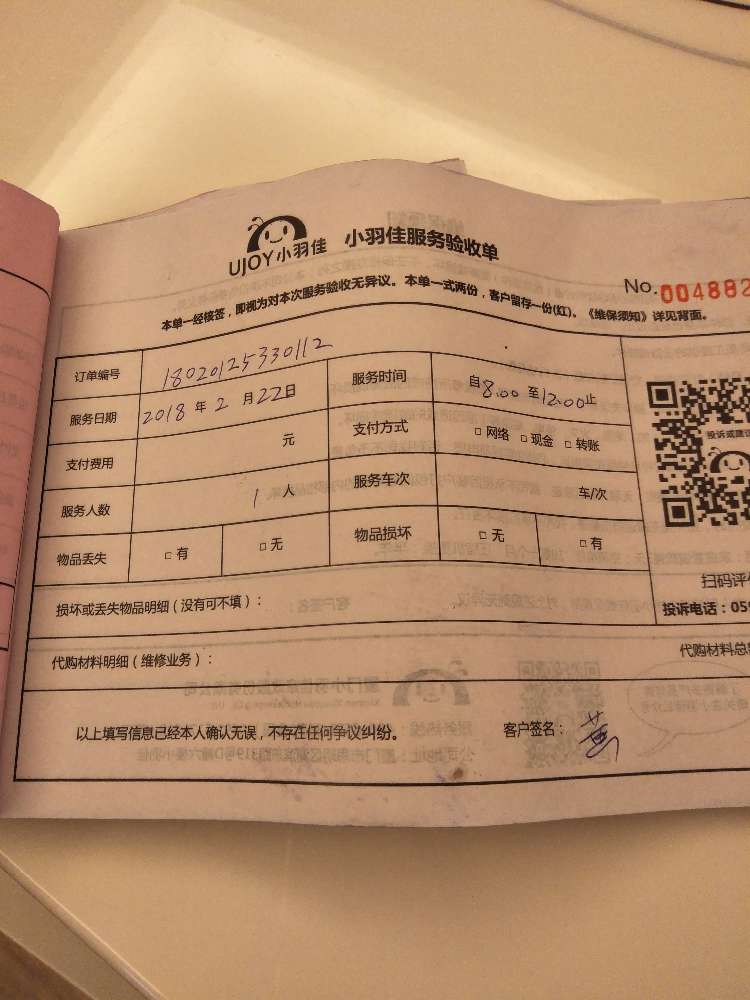 UJOY小羽佳 小羽佳服务验收单
No.004882
本单一经核签，即视为对本次服务验收无异议。本单一式两份，客户留存一份(红)。《维保须知》详见背面。
订单编号 18020125330112 服务时间 自8.00至12.00止
服务日期 2018年2月22日 支付方式 □网络 □现金 □转账
支付费用 元
服务人数 1人 服务车次 车/次
物品丢失 □有 □无 物品损坏 □无 □有
投诉或建议
扫码评
投诉电话：059
损坏或丢失物品明细（没有可不填）：
代购材料明细（维修业务）： 代购材料总
以上填写信息已经本人确认无误，不存在任何争议纠纷。 客户签名：黄